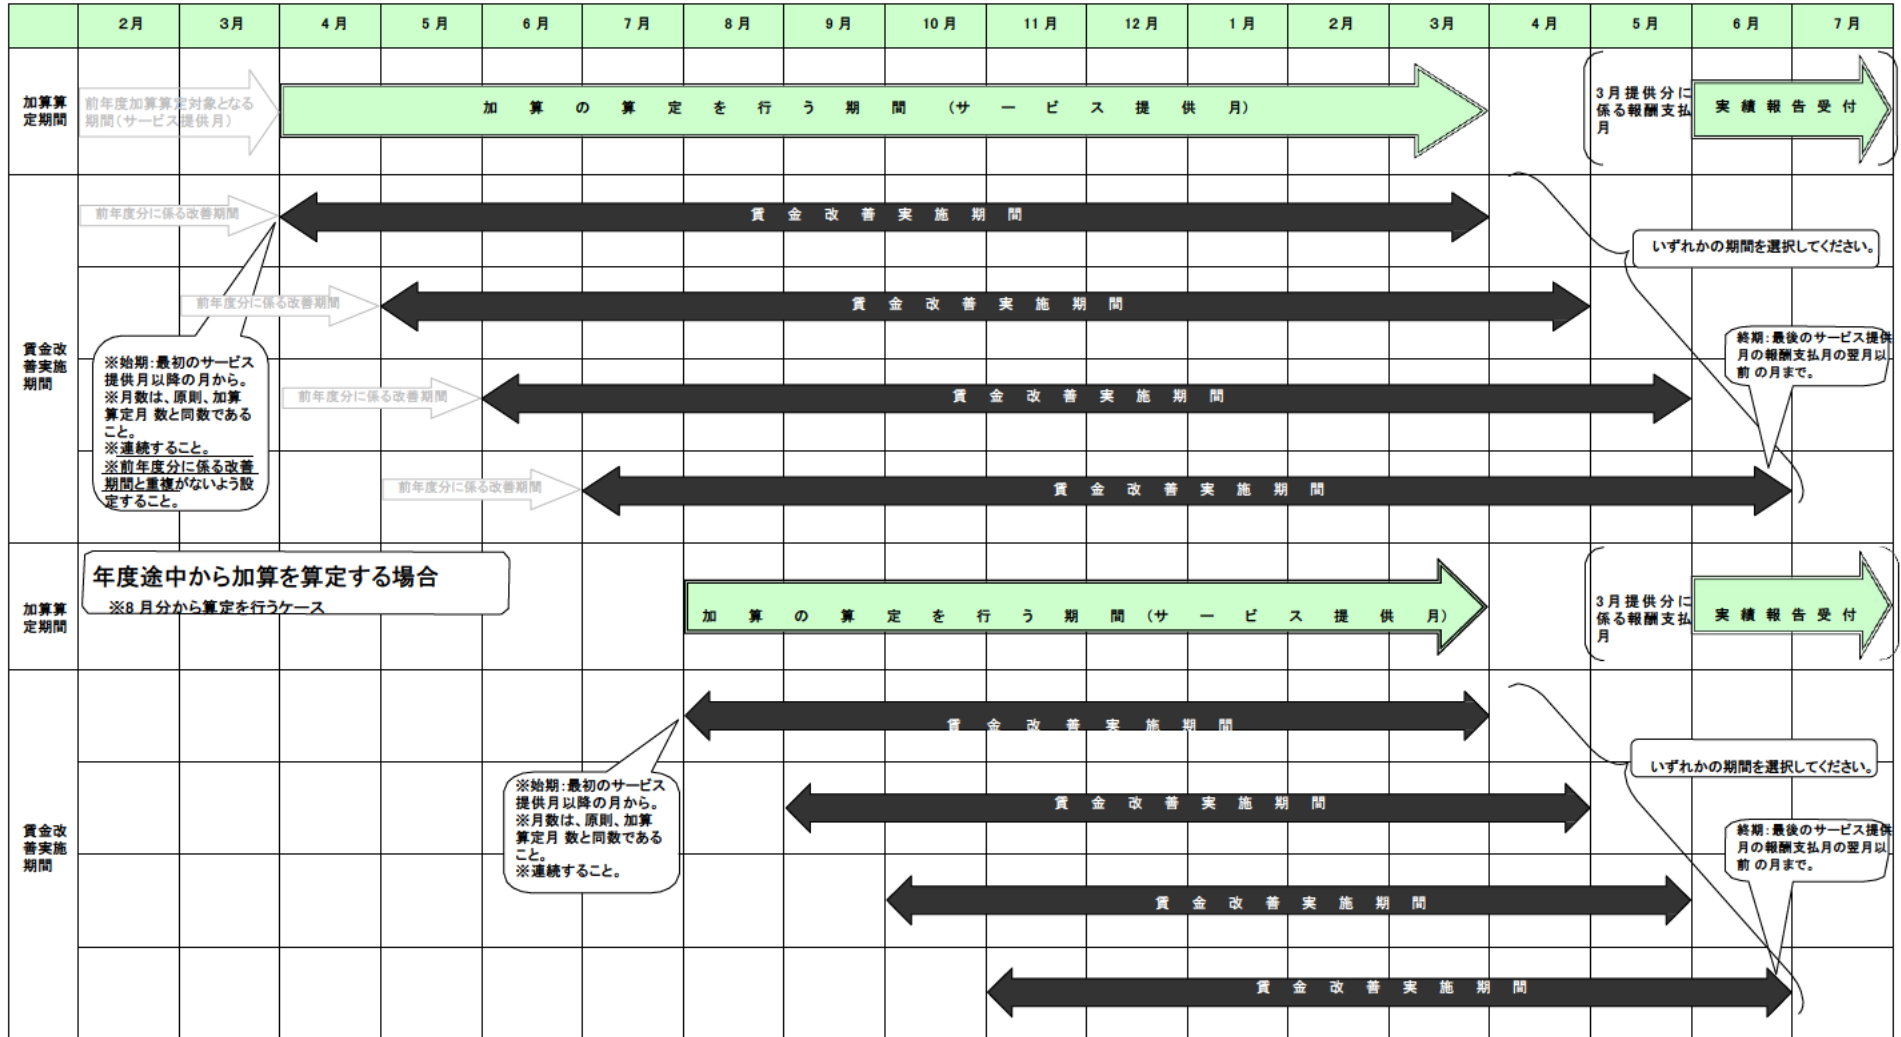 2月 3月 4月 5月 6月 7月 8月 9月 10月 11月 12月 1月 2月 3月 4月 5月 6月 7月
加算算
定期間
前年度加算算定対象となる
期間(サービス提供月)
加算の算定を行う期間(サービス提供月)
3月提供分に
係る報酬支払
月
実績報告受付
賃金改
善実施
期間
前年度分に係る改善期間
賃金改善実施期間
いずれかの期間を選択してください。
前年度分に係る改善期間
賃金改善実施期間
※始期:最初のサービス
提供月以降の月から。
※月数は、原則、加算
算定月 数と同数である
こと。
※連続すること。
※前年度分に係る改善
期間と重複がないよう設
定すること。
終期:最後のサービス提供
月の報酬支払月の翌月以
前 の月まで。
前年度分に係る改善期間
賃金改善実施期間
前年度分に係る改善期間
賃金改善実施期間
加算算
定期間
年度途中から加算を算定する場合
※8月分から算定を行うケース
加算の算定を行う期間(サービス提供月)
3月提供分に
係る報酬支払
月
実績報告受付
賃金改
善実施
期間
賃金改善実施期間
いずれかの期間を選択してください。
※始期:最初のサービス
提供月以降の月から。
※月数は、原則、加算
算定月 数と同数である
こと。
※連続すること。
賃金改善実施期間
終期:最後のサービス提供
月の報酬支払月の翌月以
前 の月まで。
賃金改善実施期間
賃金改善実施期間